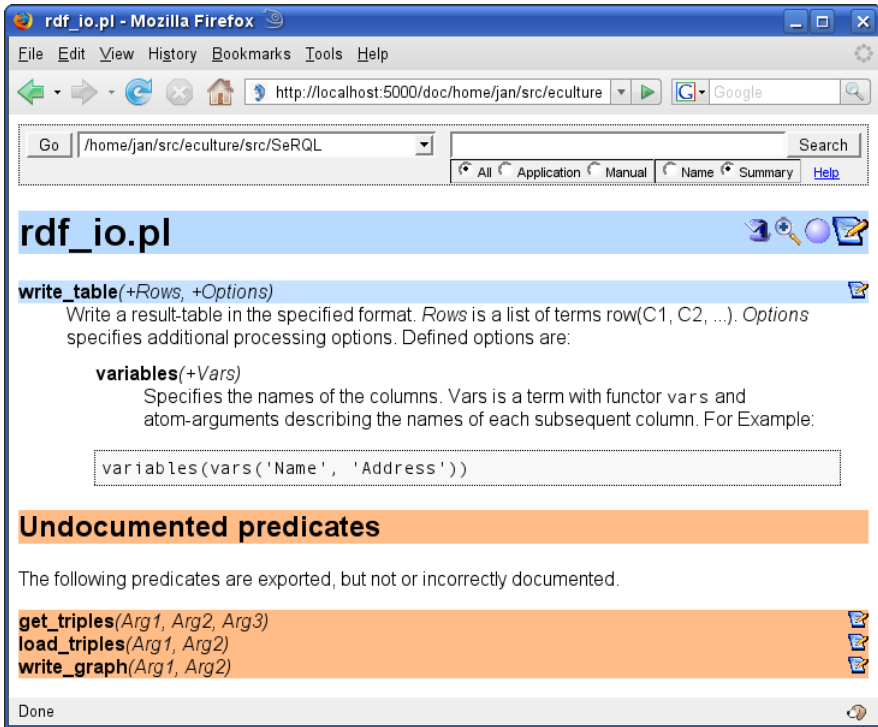 rdf_io.pl - Mozilla Firefox
File Edit View History Bookmarks Tools Help
http://localhost:5000/doc/home/jan/src/eculture G Google
Go /home/jan/src/eculture/src/SeRQL Search
All Application Manual Name Summary Help
rdf_io.pl
write_table(+Rows, +Options)
Write a result-table in the specified format. Rows is a list of terms row(C1, C2, ...). Options
specifies additional processing options. Defined options are:
variables(+Vars)
Specifies the names of the columns. Vars is a term with functor vars and
atom-arguments describing the names of each subsequent column. For Example:
variables(vars('Name', 'Address'))
Undocumented predicates
The following predicates are exported, but not or incorrectly documented.
get_triples(Arg1, Arg2, Arg3)
load_triples(Arg1, Arg2)
write_graph(Arg1, Arg2)
Done